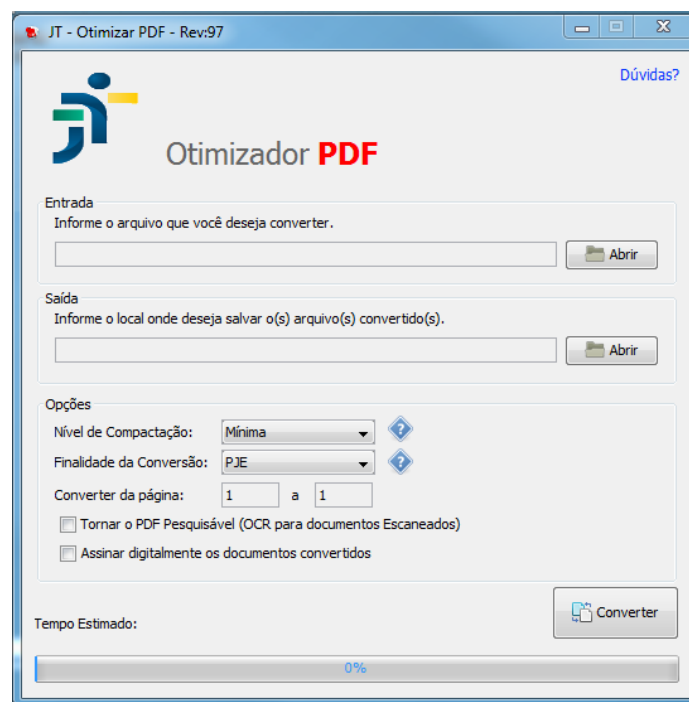 JT - Otimizar PDF - Rev:97
Dúvidas?
Otimizador PDF
Entrada
Informe o arquivo que você deseja converter.
Abrir
Saída
Informe o local onde deseja salvar o(s) arquivo(s) convertido(s).
Abrir
Opções
Nível de Compactação: Mínima
Finalidade da Conversão: PJE
Converter da página: 1 a 1
Tornar o PDF Pesquisável (OCR para documentos Escaneados)
Assinar digitalmente os documentos convertidos
Converter
Tempo Estimado:
0%